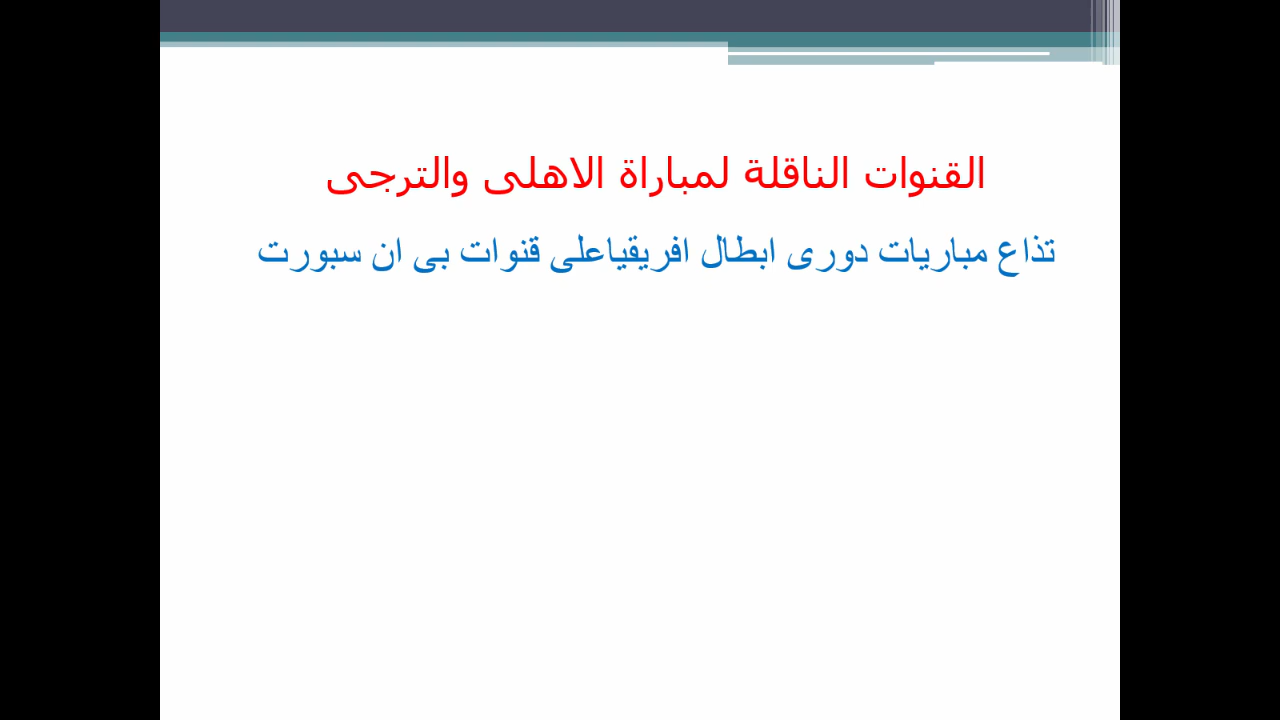 القنوات الناقلة لمباراة الاهلى والترجى
تذاع مباريات دورى ابطال افريقياعلى قنوات بى ان سبورت